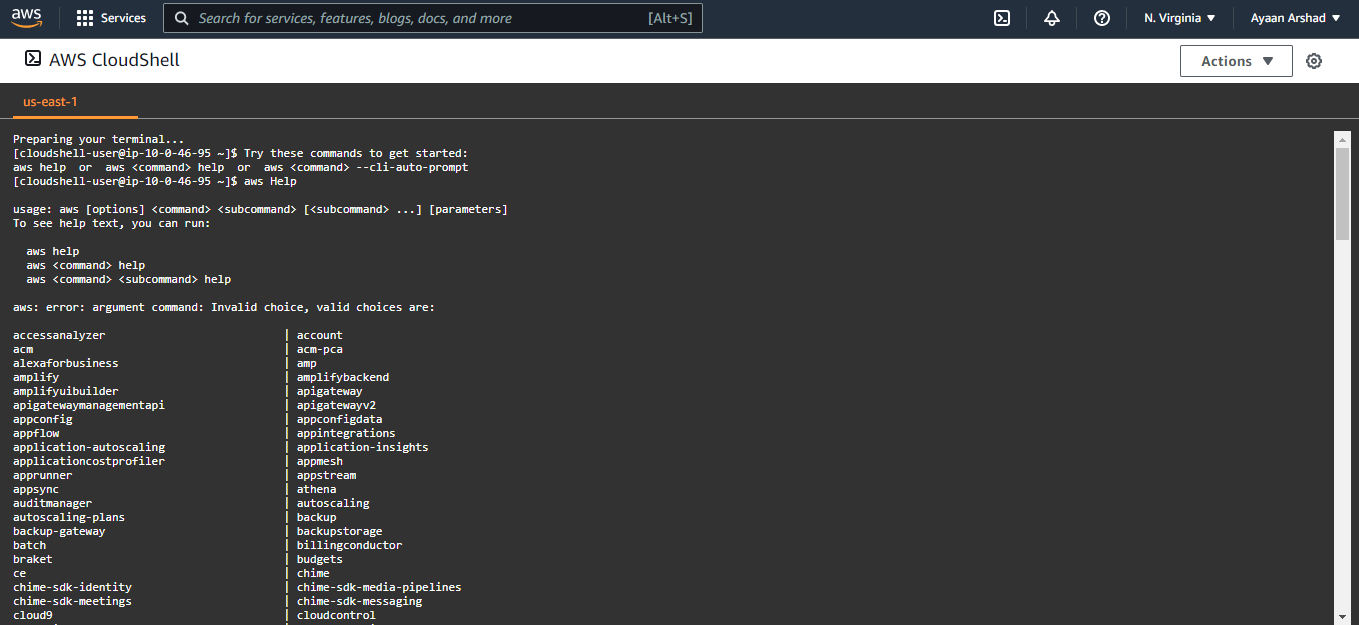 aws
Services
Search for services, features, blogs, docs, and more [Alt+S]
N. Virginia ▼
Ayaan Arshad ▼
AWS CloudShell
Actions ▼
us-east-1
Preparing your terminal...
[cloudshell-user@ip-10-0-46-95 ~]$ Try these commands to get started:
aws help  or  aws <command> help  or  aws <command> --cli-auto-prompt
[cloudshell-user@ip-10-0-46-95 ~]$ aws Help
usage: aws [options] <command> <subcommand> [<subcommand> ...] [parameters]
To see help text, you can run:
aws help
aws <command> help
aws <command> <subcommand> help
aws: error: argument command: Invalid choice, valid choices are:
accessanalyzer | account
acm | acm-pca
alexaforbusiness | amp
amplify | amplifybackend
amplifyuibuilder | apigateway
apigatewaymanagementapi | apigatewayv2
appconfig | appconfigdata
appflow | appintegrations
application-autoscaling | application-insights
applicationcostprofiler | appmesh
apprunner | appstream
appsync | athena
auditmanager | autoscaling
autoscaling-plans | backup
backup-gateway | backupstorage
batch | billingconductor
braket | budgets
ce | chime
chime-sdk-identity | chime-sdk-media-pipelines
chime-sdk-meetings | chime-sdk-messaging
cloud9 | cloudcontrol